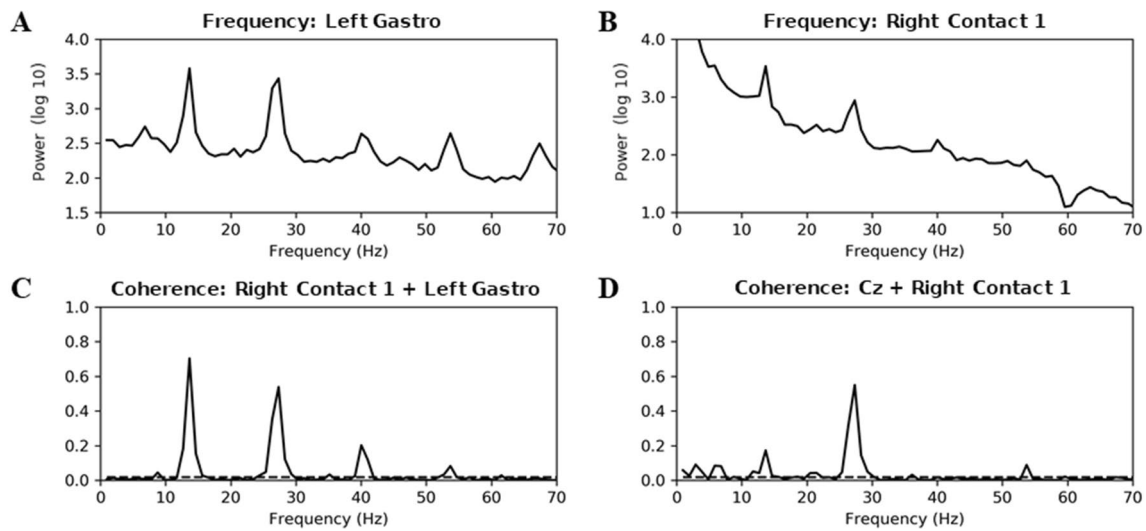 A
Frequency: Left Gastro
Power (log 10)
4.0
3.5
3.0
2.5
2.0
1.5
0 10 20 30 40 50 60 70
Frequency (Hz)
B
Frequency: Right Contact 1
Power (log 10)
4.0
3.0
2.0
1.0
0 10 20 30 40 50 60 70
Frequency (Hz)
C
Coherence: Right Contact 1 + Left Gastro
1.0
0.8
0.6
0.4
0.2
0.0
0 10 20 30 40 50 60 70
Frequency (Hz)
D
Coherence: Cz + Right Contact 1
1.0
0.8
0.6
0.4
0.2
0.0
0 10 20 30 40 50 60 70
Frequency (Hz)